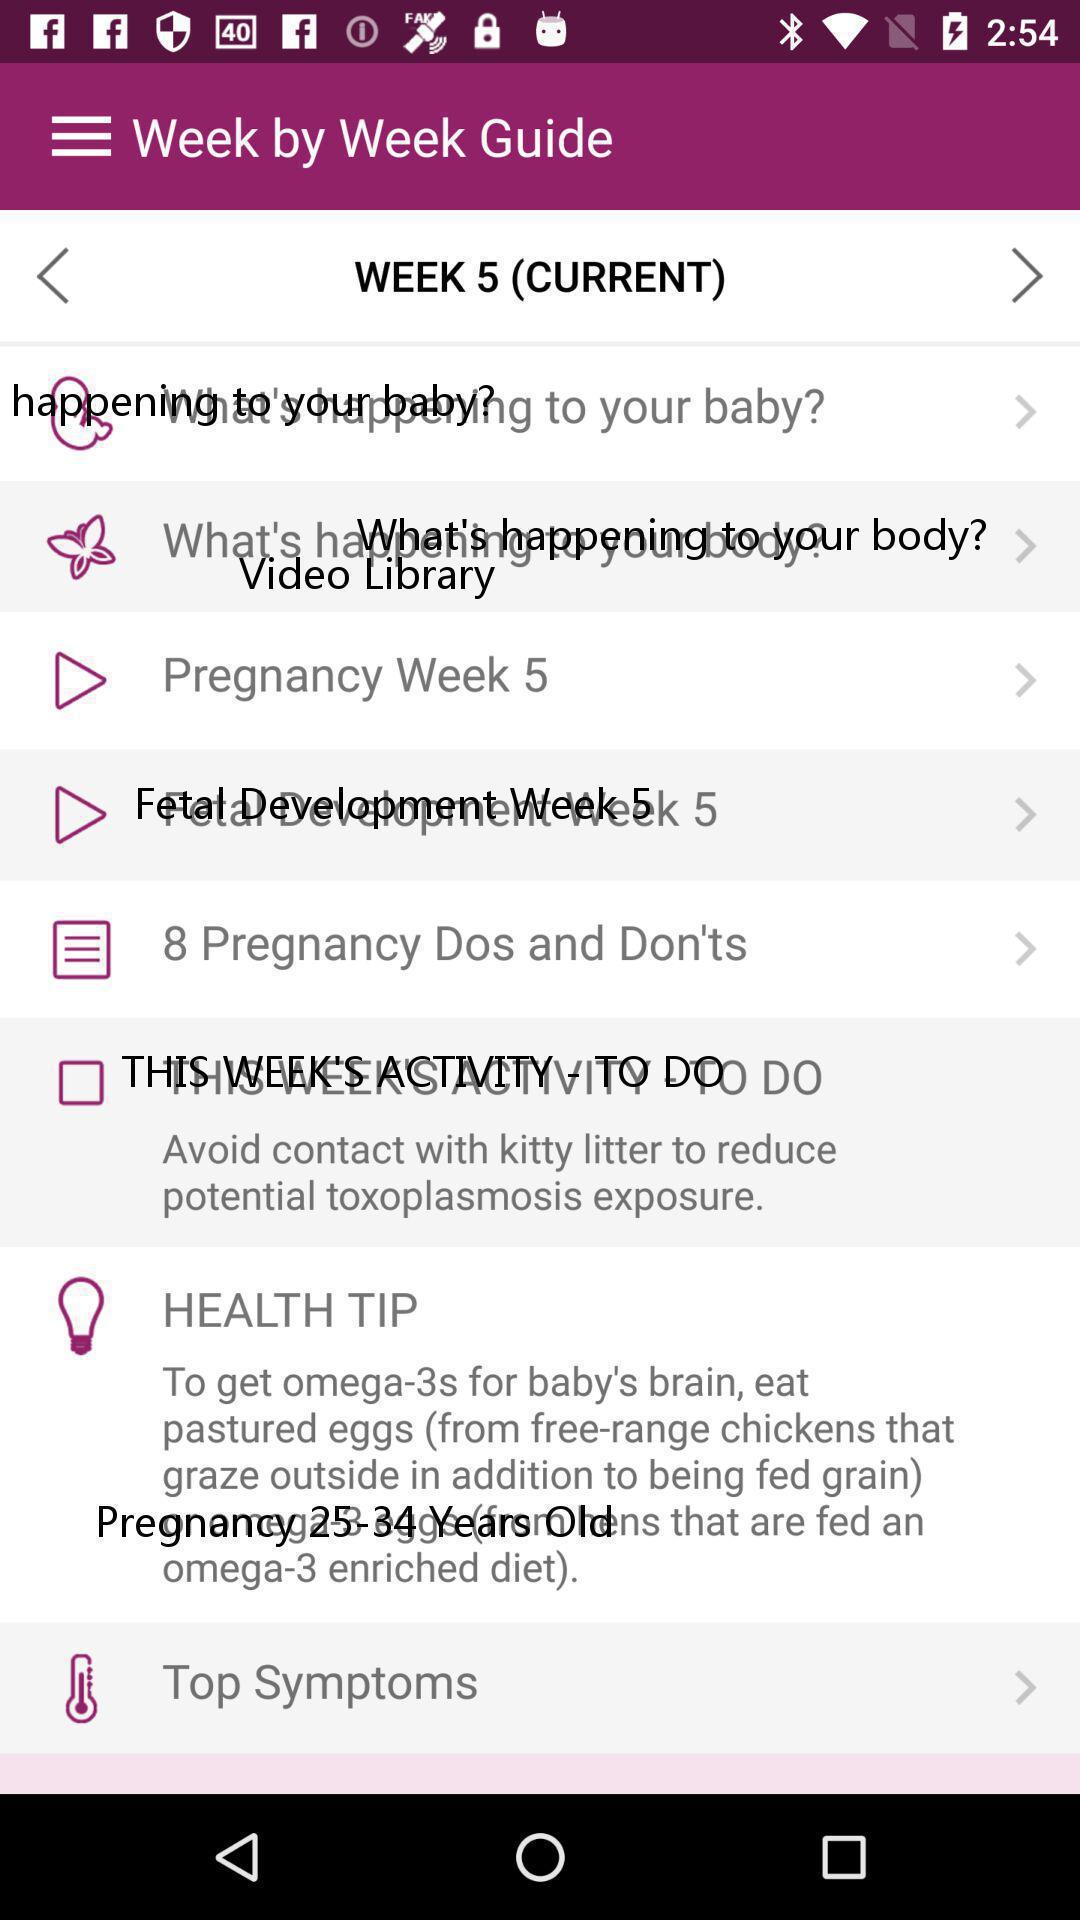 FAKE
40
2:54
Week by Week Guide
WEEK 5 (CURRENT)
happening to your baby?
What's happening to your baby?
What's happening to your body?
What's happening to your body?
Video Library
Pregnancy Week 5
Fetal Development Week 5
Fetal Development Week 5
8 Pregnancy Dos and Don'ts
THIS WEEK'S ACTIVITY - TO DO
THIS WEEK'S ACTIVITY - TO DO
Avoid contact with kitty litter to reduce
potential toxoplasmosis exposure.
HEALTH TIP
To get omega-3s for baby's brain, eat
pastured eggs (from free-range chickens that
graze outside in addition to being fed grain)
Pregnancy 25-34 Years Old
or omega-3 eggs (from hens that are fed an
omega-3 enriched diet).
Top Symptoms